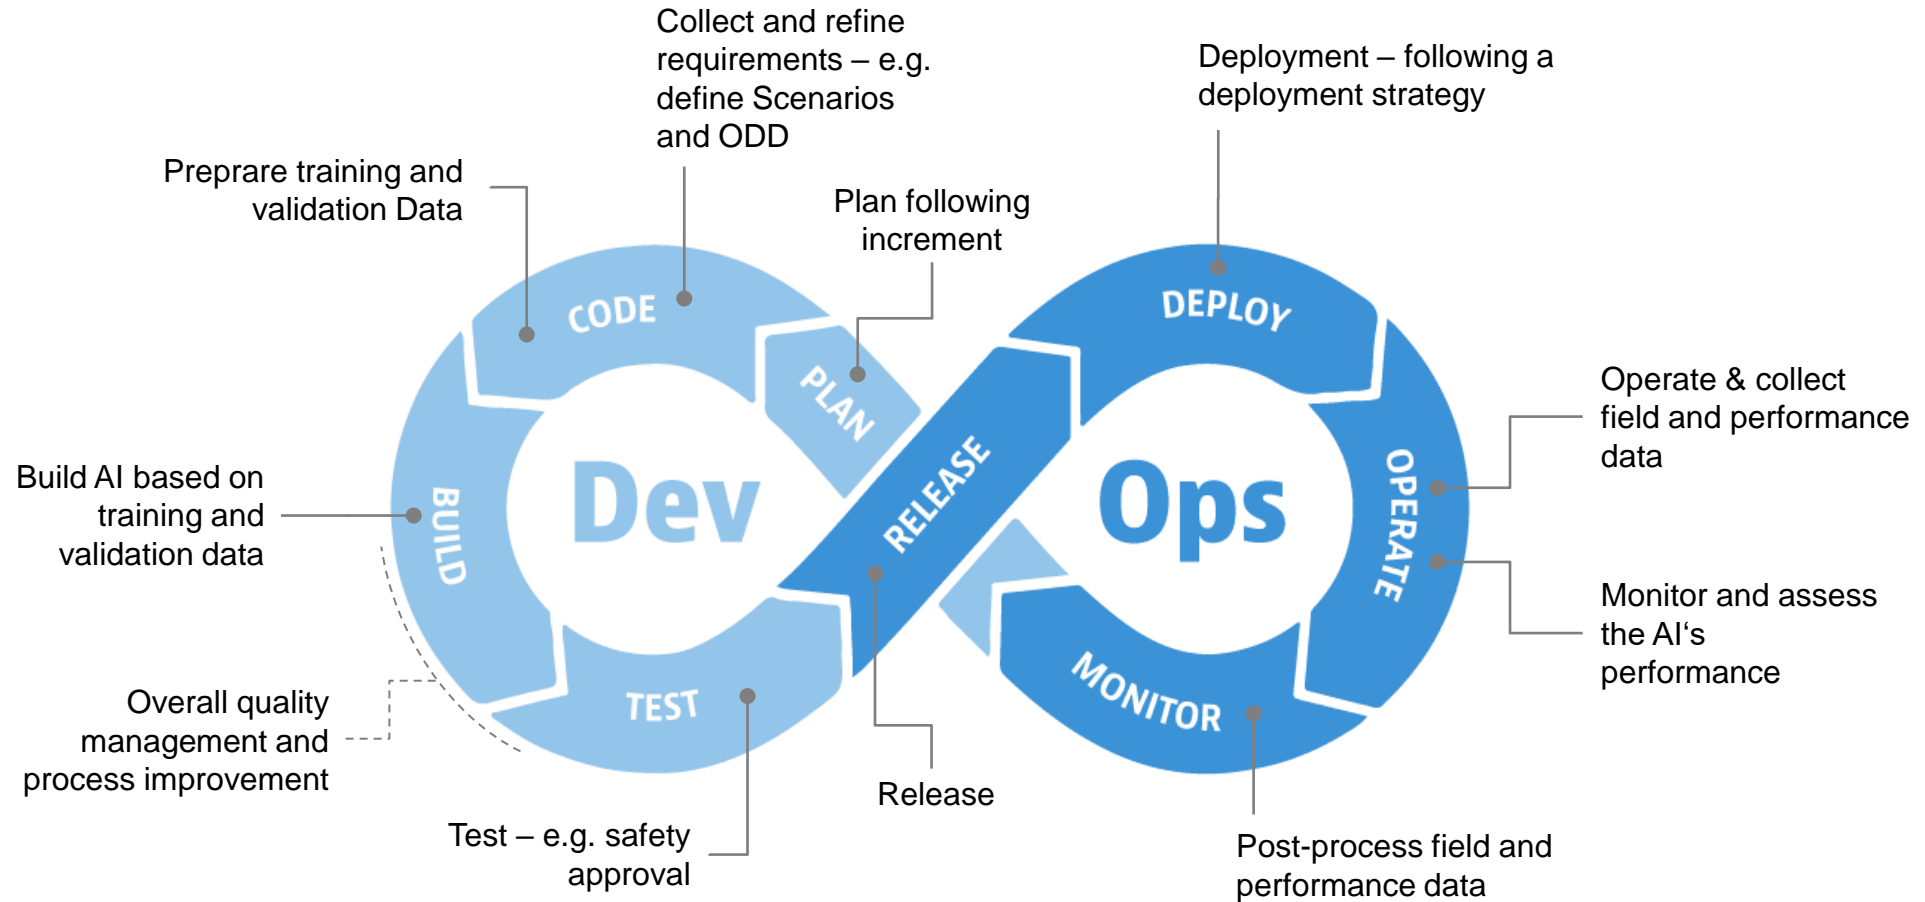 Collect and refine
requirements – e.g.
define Scenarios
and ODD
Deployment – following a
deployment strategy
Preprare training and
validation Data
Plan following
increment
CODE
PLAN
DEPLOY
Operate & collect
field and performance
data
Build AI based on
training and
validation data
BUILD
Dev
RELEASE
Ops
OPERATE
Monitor and assess
the AI‘s
performance
Overall quality
management and
process improvement
TEST
MONITOR
Release
Test – e.g. safety
approval
Post-process field and
performance data